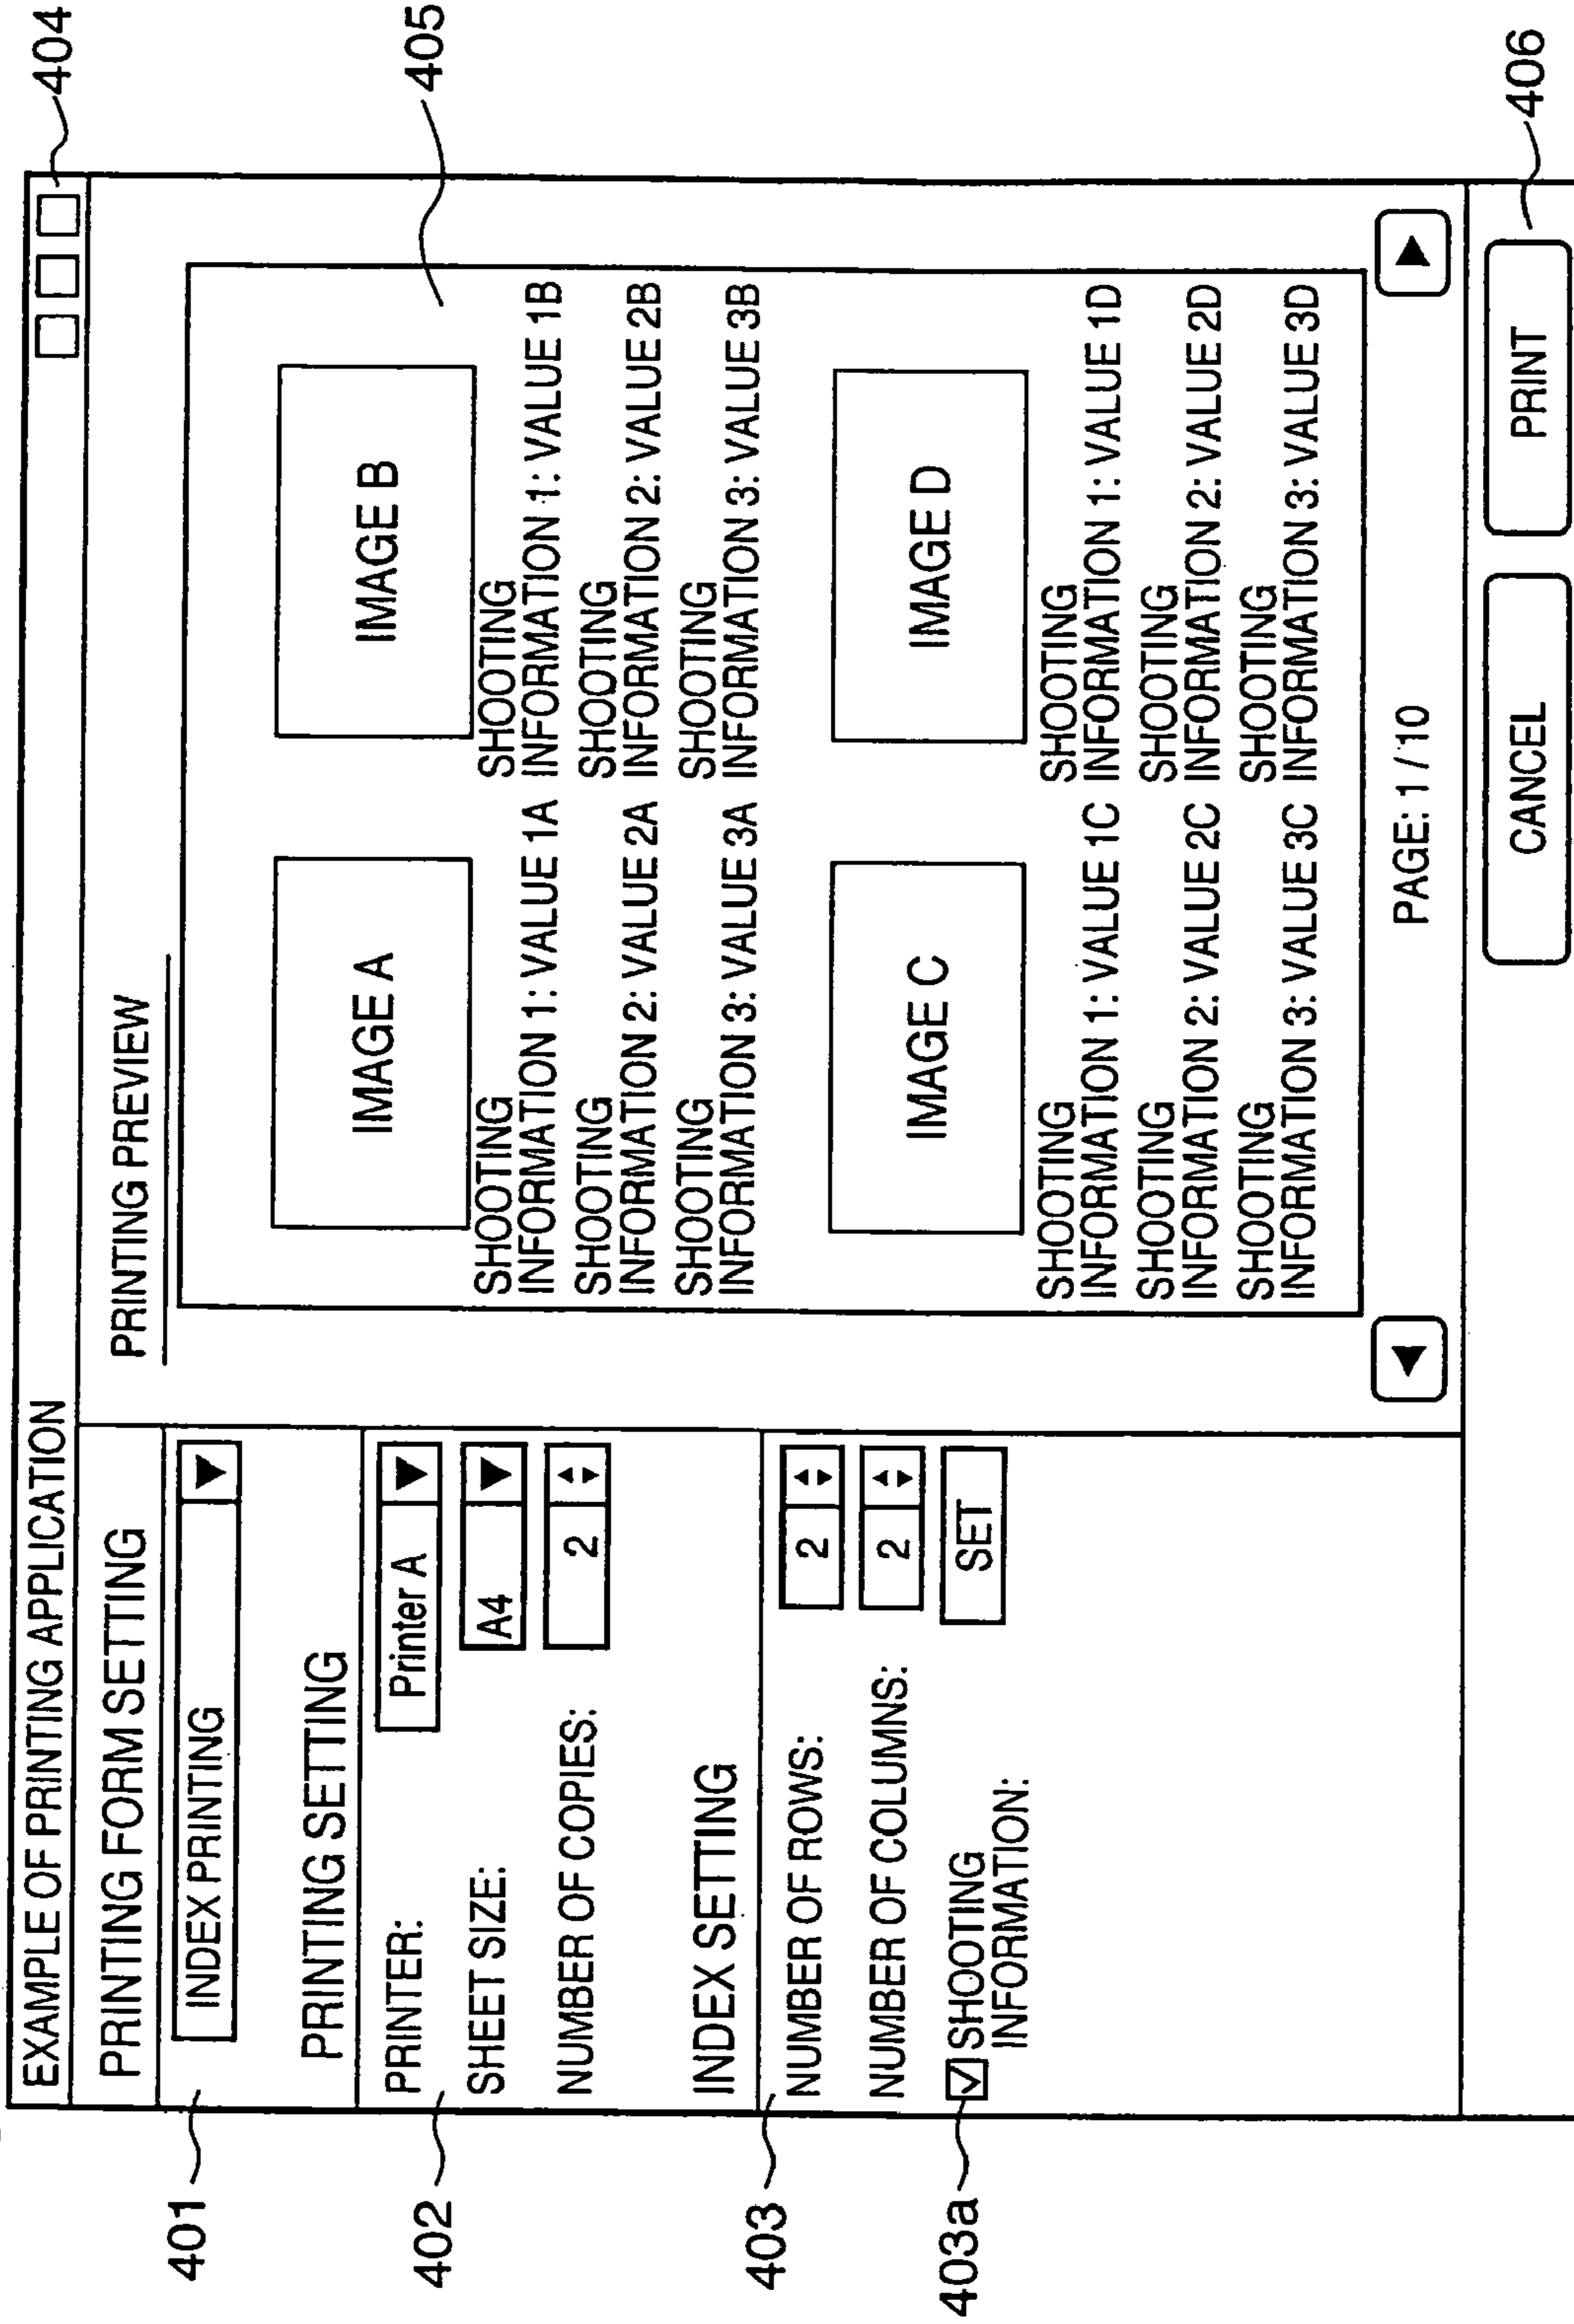 404
EXAMPLE OF PRINTING APPLICATION
PRINTING FORM SETTING
401
INDEX PRINTING
PRINTING SETTING
402
PRINTER: Printer A
SHEET SIZE: A4
NUMBER OF COPIES: 2
INDEX SETTING
403
NUMBER OF ROWS: 2
NUMBER OF COLUMNS: 2
403a
SHOOTING
INFORMATION:
SET
PRINTING PREVIEW
405
IMAGE A
SHOOTING
INFORMATION 1: VALUE 1A
SHOOTING
INFORMATION 2: VALUE 2A
SHOOTING
INFORMATION 3: VALUE 3A
IMAGE B
SHOOTING
INFORMATION 1: VALUE 1B
SHOOTING
INFORMATION 2: VALUE 2B
SHOOTING
INFORMATION 3: VALUE 3B
IMAGE C
SHOOTING
INFORMATION 1: VALUE 1C
SHOOTING
INFORMATION 2: VALUE 2C
SHOOTING
INFORMATION 3: VALUE 3C
IMAGE D
SHOOTING
INFORMATION 1: VALUE 1D
SHOOTING
INFORMATION 2: VALUE 2D
SHOOTING
INFORMATION 3: VALUE 3D
PAGE: 1 / 10
CANCEL
PRINT
406